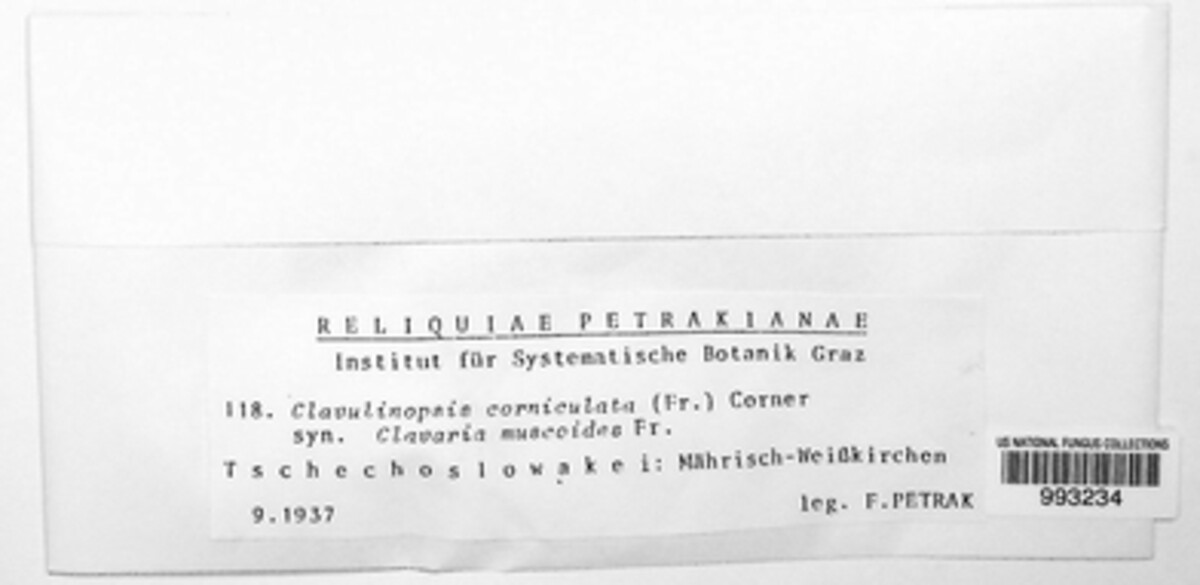 RELIQUIAE PETRAKIANAE
Institut für Systematische Botanik Graz
118. Clavulinopsis corniculata (Fr.) Corner
syn. Clavaria muscoides Fr.
Tschechoslowakei: Mährisch-Weißkirchen
9.1937
leg. F.PETRAK
US NATIONAL FUNGUS COLLECTIONS
993234